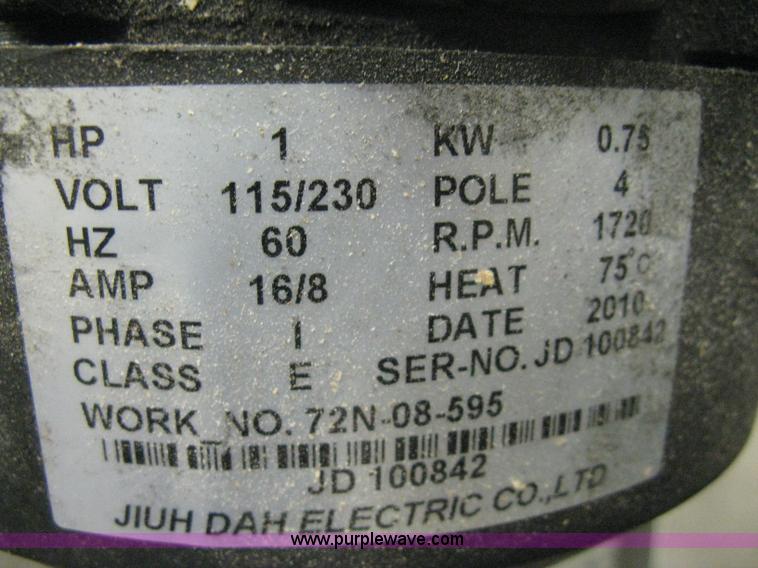 HP 1 KW 0.75
VOLT 115/230 POLE 4
HZ 60 R.P.M. 1720
AMP 16/8 HEAT 75°C
PHASE I DATE 2010
CLASS E SER-NO. JD 100842
WORK NO. 72N-08-595
JD 100842
JIUH DAH ELECTRIC CO.,LTD
www.purplewave.com